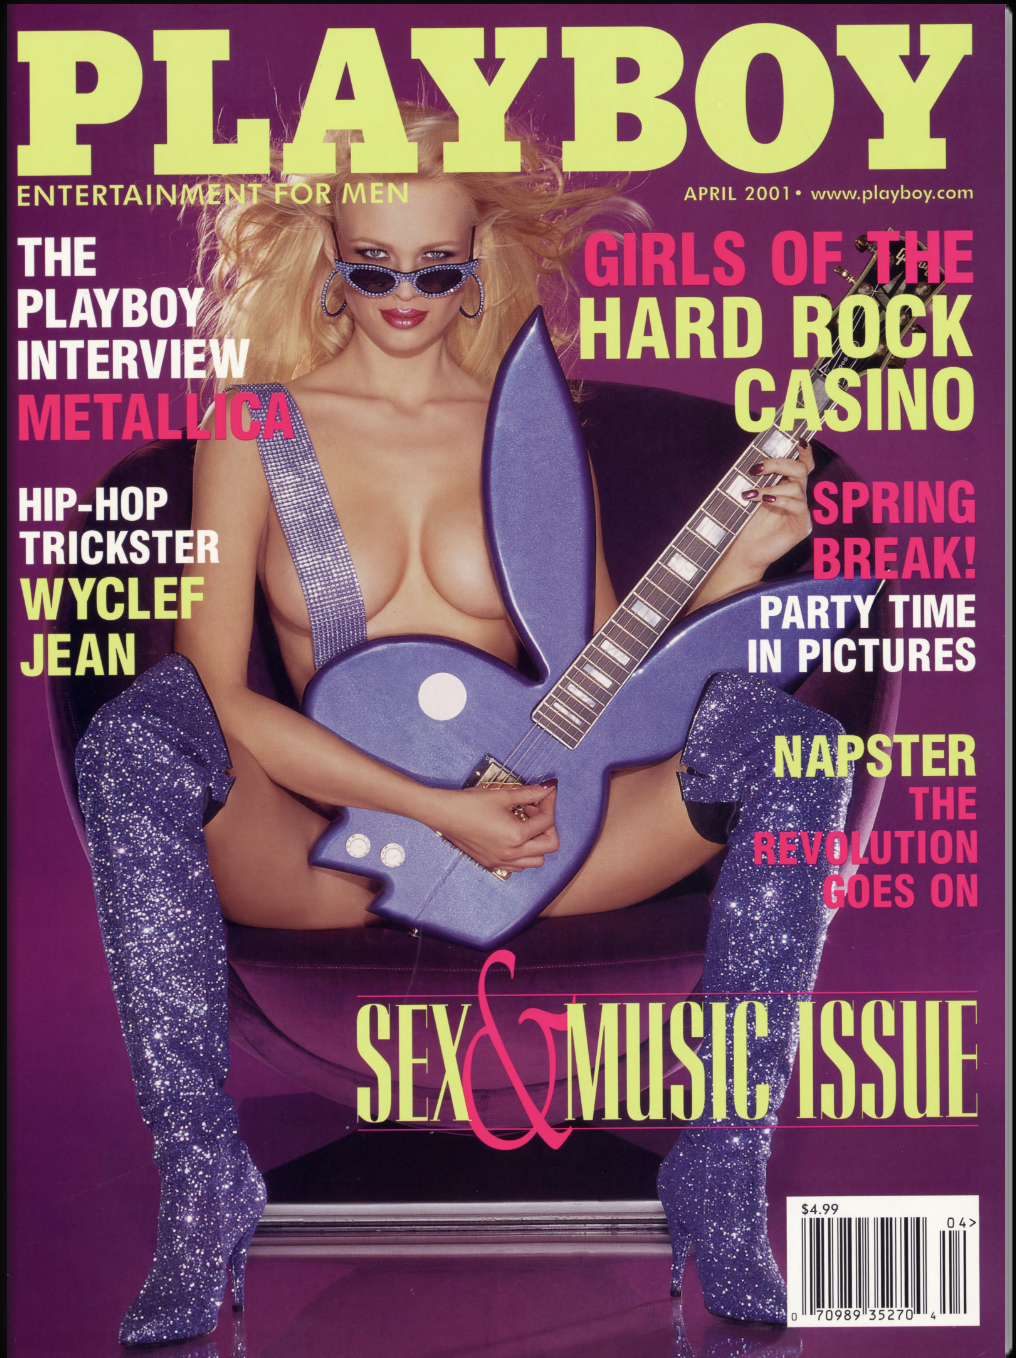 PLAYBOY
ENTERTAINMENT FOR MEN
APRIL 2001 • www.playboy.com
THE
PLAYBOY
INTERVIEW
METALLICA
HIP-HOP
TRICKSTER
WYCLEF
JEAN
GIRLS OF THE
HARD ROCK
CASINO
SPRING
BREAK!
PARTY TIME
IN PICTURES
NAPSTER
THE
REVOLUTION
GOES ON
SEX & MUSIC ISSUE
$4.99
04>
0 70989 35270 4